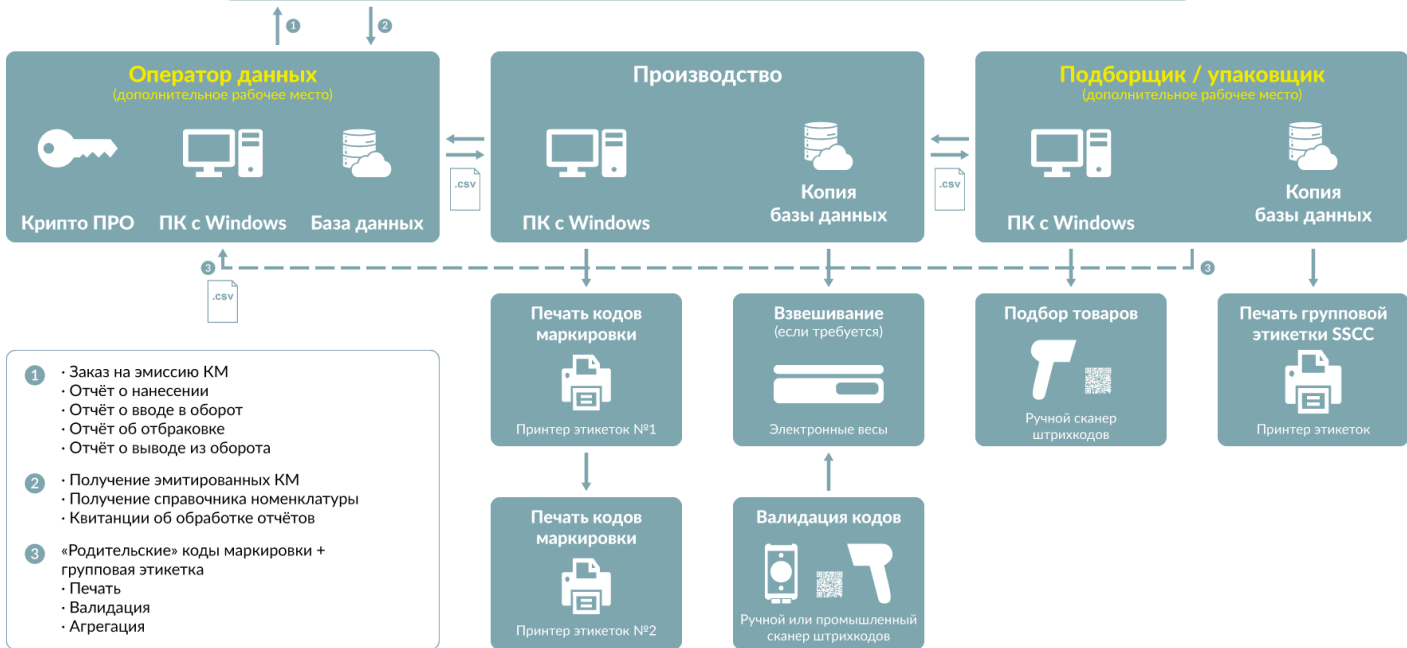 1
2
Оператор данных
(дополнительное рабочее место)
Крипто ПРО
ПК с Windows
База данных
.csv
Производство
ПК с Windows
Копия
базы данных
.csv
Подборщик / упаковщик
(дополнительное рабочее место)
ПК с Windows
Копия
базы данных
3
.csv
3
Печать кодов
маркировки
Принтер этикеток №1
Взвешивание
(если требуется)
Электронные весы
Подбор товаров
Ручной сканер
штрихкодов
Печать групповой
этикетки SSCC
Принтер этикеток
Печать кодов
маркировки
Принтер этикеток №2
Валидация кодов
Ручной или промышленный
сканер штрихкодов
1
· Заказ на эмиссию КМ
· Отчёт о нанесении
· Отчёт о вводе в оборот
· Отчёт об отбраковке
· Отчёт о выводе из оборота
2
· Получение эмитированных КМ
· Получение справочника номенклатуры
· Квитанции об обработке отчётов
3
«Родительские» коды маркировки +
групповая этикетка
· Печать
· Валидация
· Агрегация